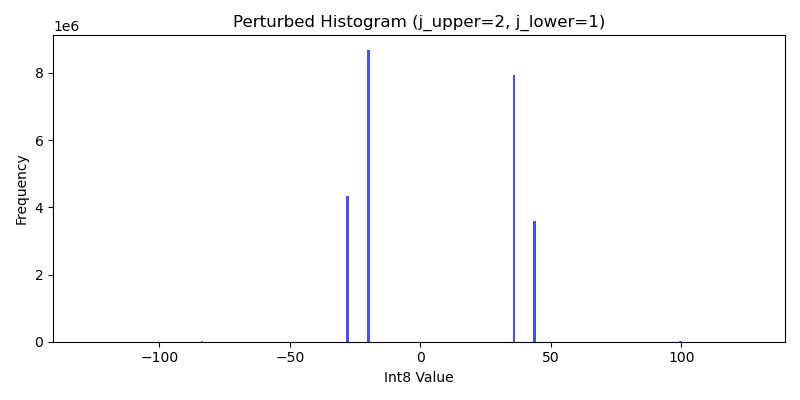 Perturbed Histogram (j_upper=2, j_lower=1)
1e6
8
6
4
2
0
Frequency
−100
−50
0
50
100
Int8 Value